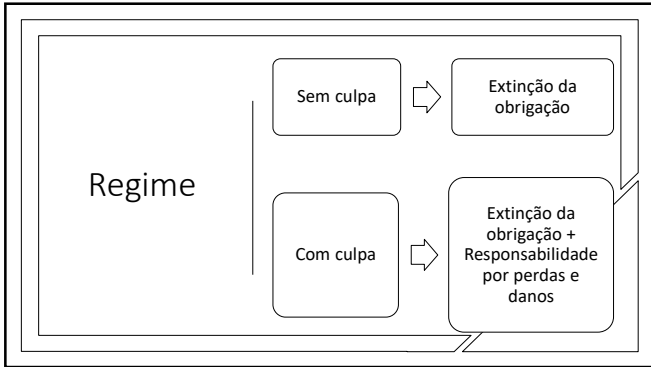 Regime
Sem culpa
Extinção da
obrigação
Com culpa
Extinção da
obrigação +
Responsabilidade
por perdas e
danos